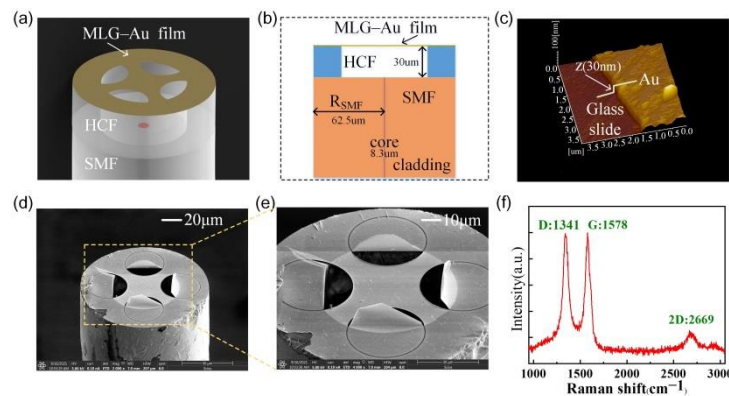 (a)
MLG–Au film
HCF
SMF
(b)
MLG–Au film
HCF
30um
R_SMF
SMF
62.5um
core
8.3um
cladding
(c)
100[nm]
Z(30nm)
Au
Glass
slide
0.0
0.5
1.0
1.5
2.0
2.5
3.0
3.5
[um]
3.5 3.0 2.5 2.0 1.5 1.0 0.5 0.0
(d)
20μm
(e)
10μm
(f)
D:1341 G:1578
2D:2669
Intensity(a.u.)
1000 1500 2000 2500 3000
Raman shift(cm⁻¹)